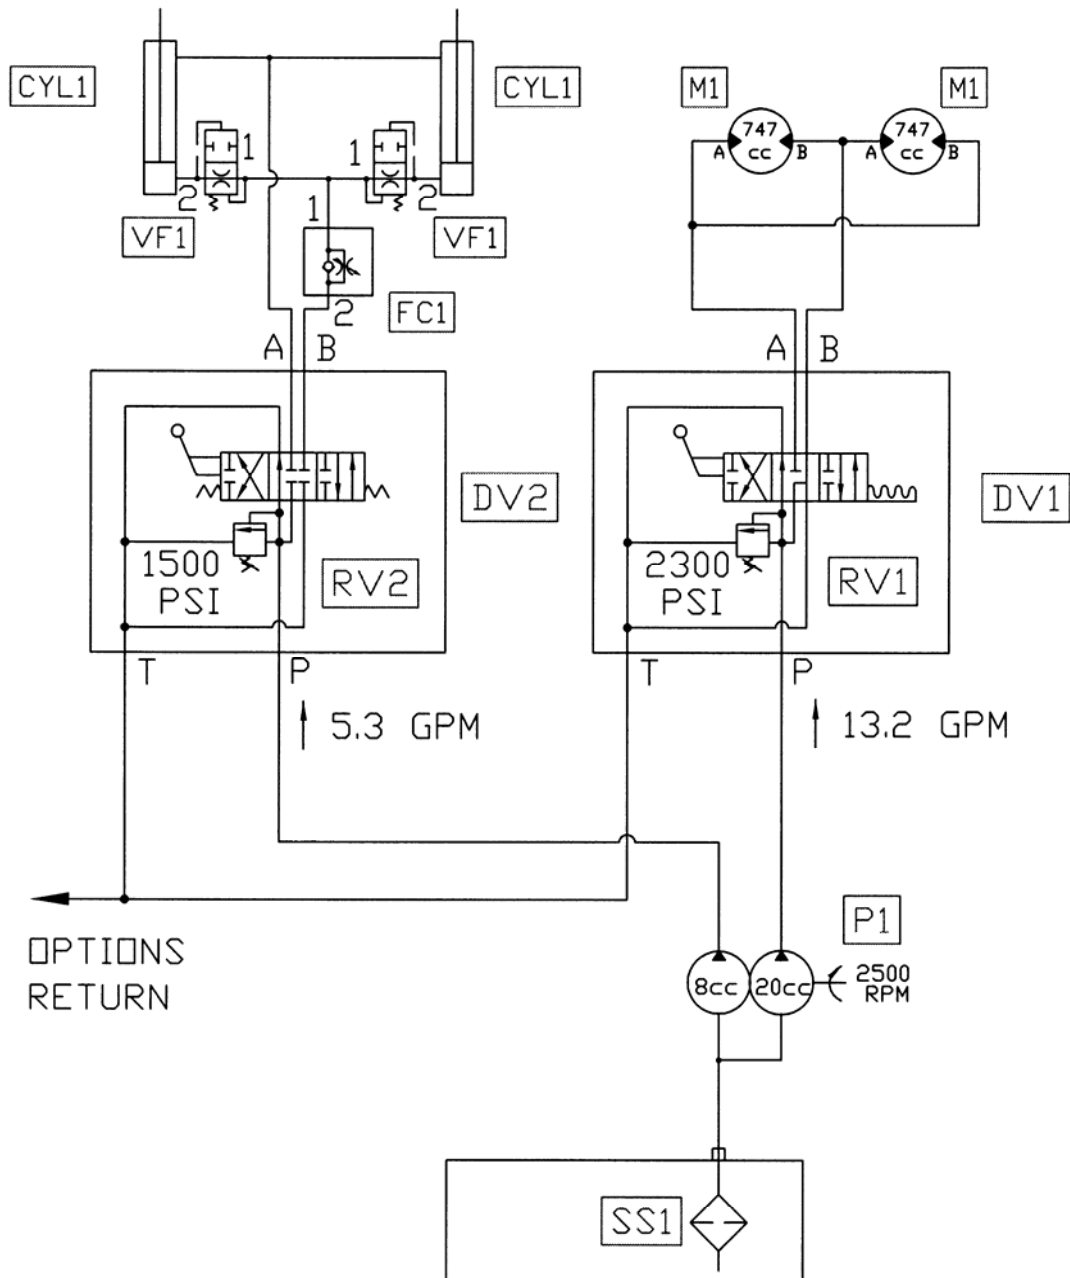 CYL1
CYL1
M1
M1
747
cc
A
B
747
cc
A
B
1
1
2
2
VF1
VF1
1
2
FC1
A
B
A
B
DV2
DV1
1500
PSI
RV2
2300
PSI
RV1
T
P
T
P
5.3 GPM
13.2 GPM
OPTIONS
RETURN
P1
8cc
20cc
2500
RPM
SS1